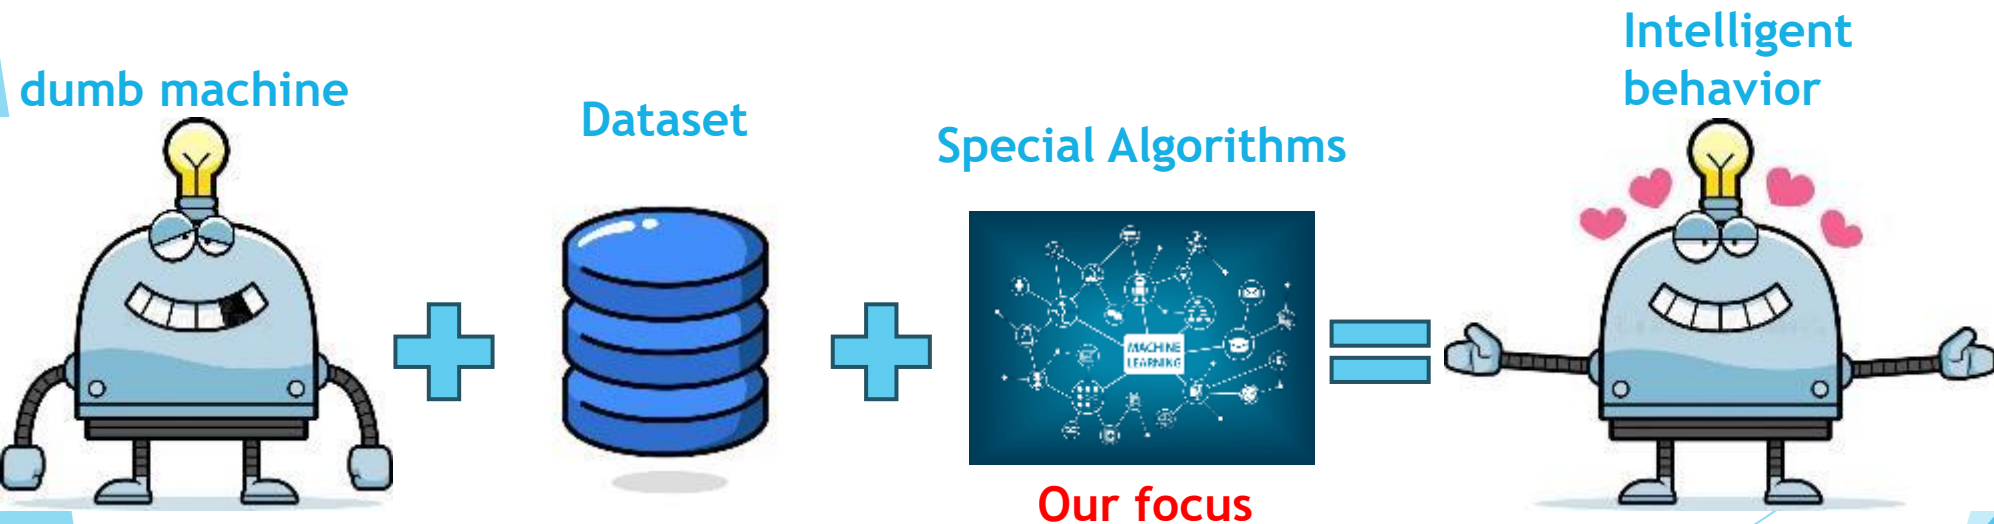 dumb machine
Dataset
Special Algorithms
MACHINE
LEARNING
Our focus
Intelligent
behavior